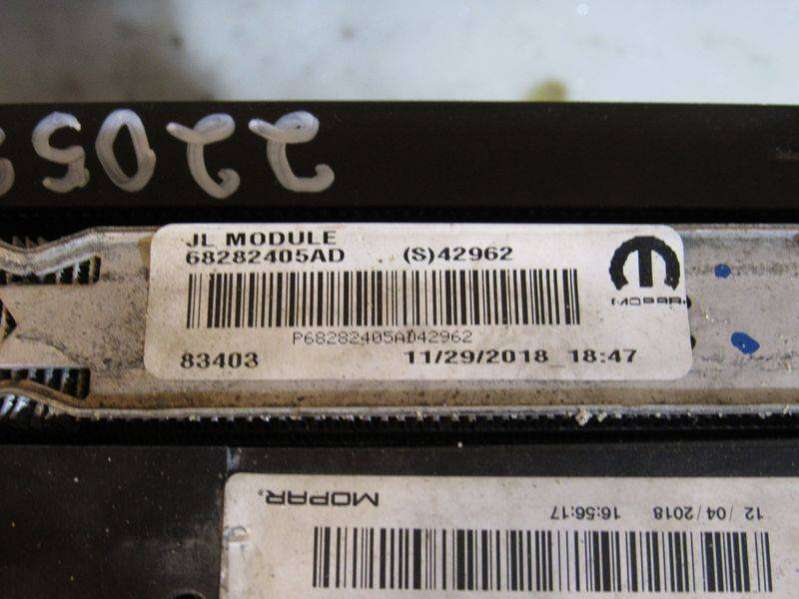 2205
JL MODULE
68282405AD (S)42962
P68282405AD42962
83403 11/29/2018 18:47
MOPAR
12/04/2018 16:56:17
MOPAR